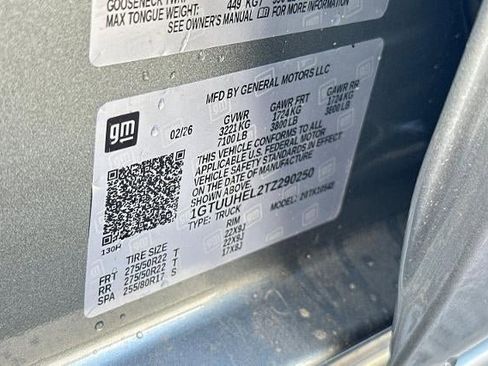 GOOSENECK
MAX TONGUE WEIGHT: 449 KG
SEE OWNER'S MANUAL FOR MORE INFORMATION
MFD BY GENERAL MOTORS LLC
gm
02/26
GVWR GAWR FRT GAWR RR
3221 KG 1724 KG 1724 KG
7100 LB 3800 LB 3800 LB
THIS VEHICLE CONFORMS TO ALL
APPLICABLE U.S. FEDERAL MOTOR
VEHICLE SAFETY STANDARDS IN EFFECT
ON THE DATE OF MANUFACTURE
1GTUUHEL2TZ290250
TYPE: TRUCK MODEL:
130H
TIRE SIZE RIM
FRT 275/50R22 T 22X9J
RR 275/50R22 T 22X9J
SPA 255/80R17 S 17X8J